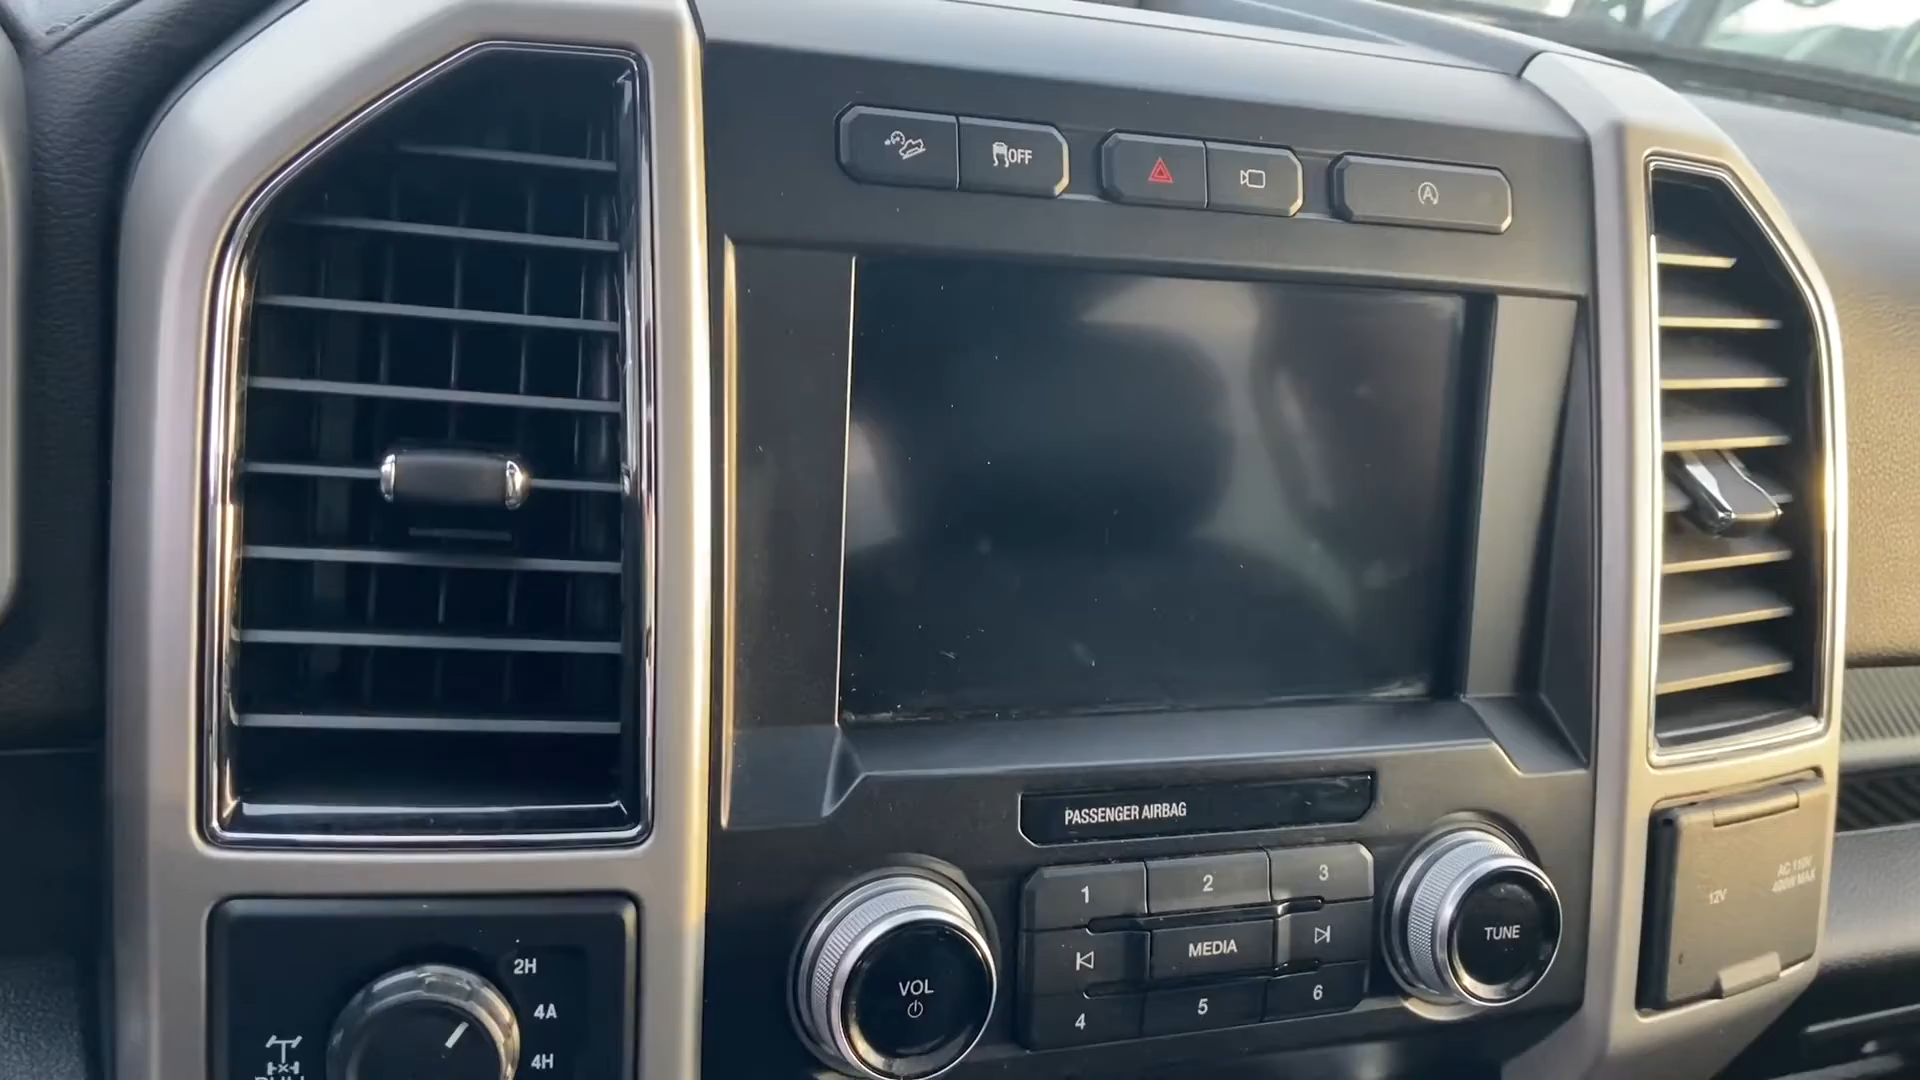 OFF
A
PASSENGER AIRBAG
1 2 3
MEDIA
4 5 6
VOL
TUNE
12V
AC 110V
400W MAX
2H
4A
4H